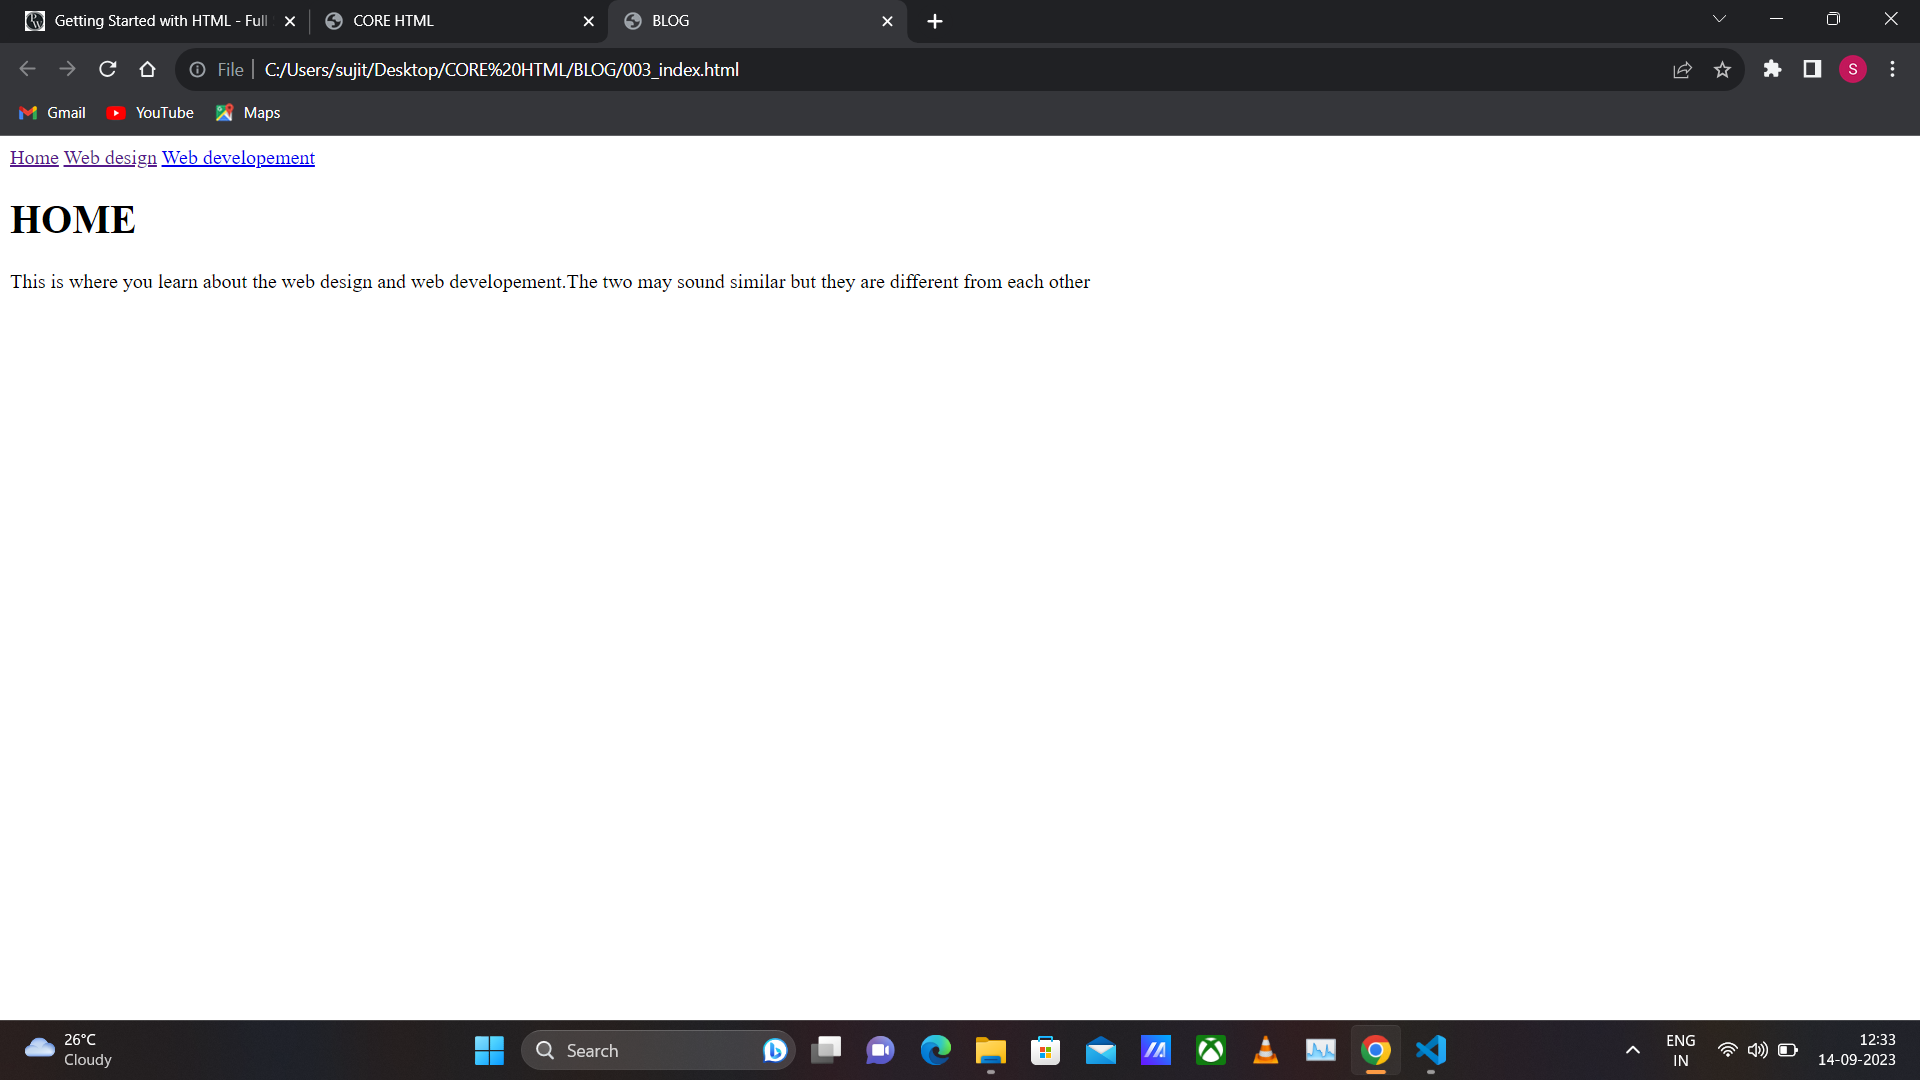 Getting Started with HTML - Full
CORE HTML
BLOG
File
C:/Users/sujit/Desktop/CORE%20HTML/BLOG/003_index.html
S
Gmail
YouTube
Maps
Home Web design Web developement
HOME
This is where you learn about the web design and web developement.The two may sound similar but they are different from each other
26°C
Cloudy
Search
ENG
IN
12:33
14-09-2023